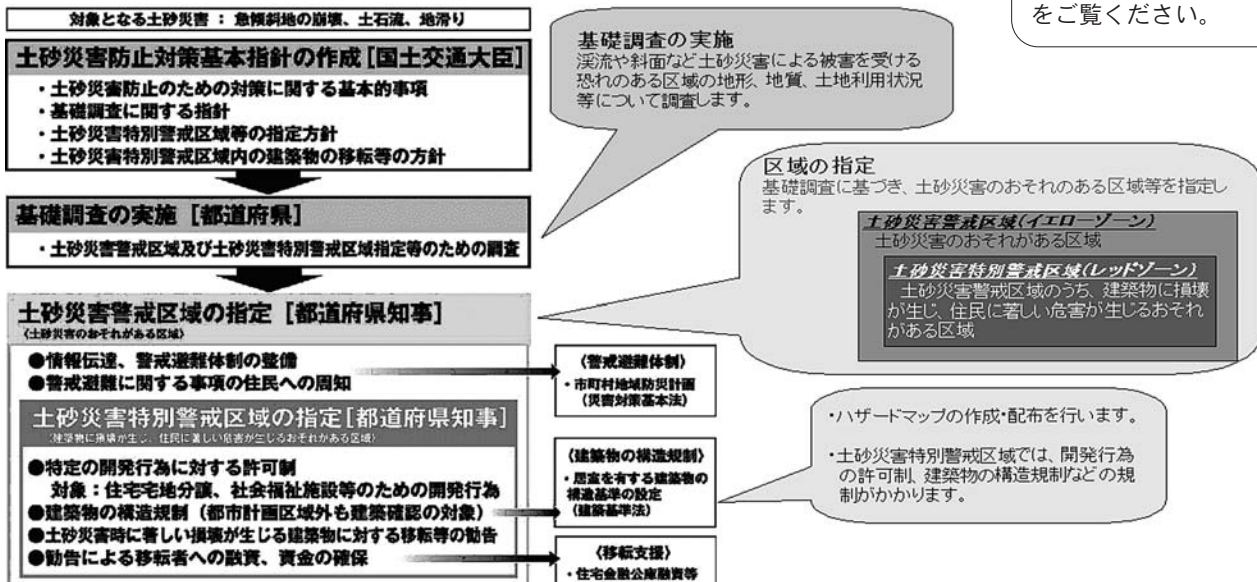 対象となる土砂災害 ： 急傾斜地の崩壊、土石流、地滑り
土砂災害防止対策基本指針の作成［国土交通大臣］
・土砂災害防止のための対策に関する基本的事項
・基礎調査に関する指針
・土砂災害特別警戒区域等の指定方針
・土砂災害特別警戒区域内の建築物の移転等の方針
基礎調査の実施［都道府県］
・土砂災害警戒区域及び土砂災害特別警戒区域指定等のための調査
土砂災害警戒区域の指定［都道府県知事］
〈土砂災害のおそれがある区域〉
●情報伝達、警戒避難体制の整備
●警戒避難に関する事項の住民への周知
土砂災害特別警戒区域の指定［都道府県知事］
〈建築物に損壊が生じ、住民に著しい危害が生じるおそれがある区域〉
●特定の開発行為に対する許可制
対象：住宅宅地分譲、社会福祉施設等のための開発行為
●建築物の構造規制（都市計画区域外も建築確認の対象）
●土砂災害時に著しい損壊が生じる建築物に対する移転等の勧告
●勧告による移転者への融資、資金の確保
〈警戒避難体制〉
・市町村地域防災計画
（災害対策基本法）
〈建築物の構造規制〉
・居室を有する建築物の
構造基準の設定
（建築基準法）
〈移転支援〉
・住宅金融公庫融資等
基礎調査の実施
渓流や斜面など土砂災害による被害を受ける
恐れのある区域の地形、地質、土地利用状況
等について調査します。
をご覧ください。
区域の指定
基礎調査に基づき、土砂災害のおそれのある区域等を指定し
ます。
土砂災害警戒区域(イエローゾーン)
土砂災害のおそれがある区域
土砂災害特別警戒区域(レッドゾーン)
土砂災害警戒区域のうち、建築物に損壊
が生じ、住民に著しい危害が生じるおそれ
がある区域
・ハザードマップの作成・配布を行います。
・土砂災害特別警戒区域では、開発行為
の許可制、建築物の構造規制などの規
制がかかります。